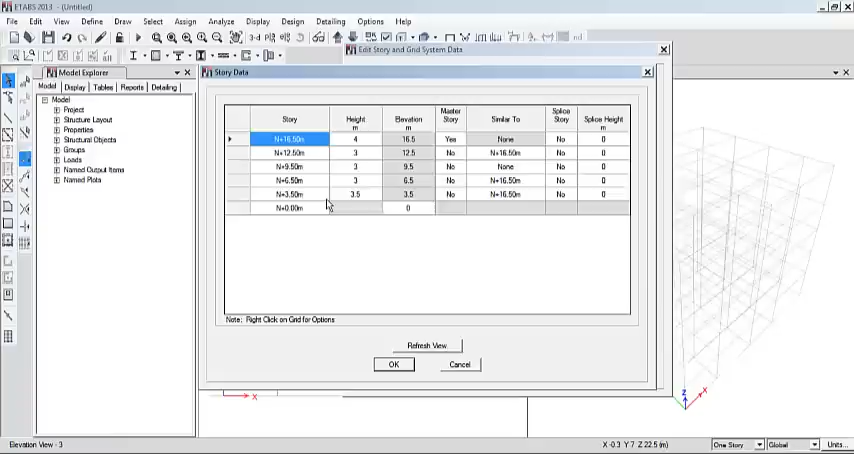 ETABS 2013 - (Untitled)
File Edit View Define Draw Select Assign Analyze Display Design Detailing Options Help
3-d
Edit Story and Grid System Data
Model Explorer
Story Data
Model Display Tables Reports Detailing
Model
Project
Structure Layout
Properties
Structural Objects
Groups
Loads
Named Output Items
Named Plots
Story Height m Elevation m Master Story Similar To Splice Story Splice Height m
N+16.50m 4 16.5 Yes None No 0
N+12.50m 3 12.5 No N+16.50m No 0
N+9.50m 3 9.5 No None No 0
N+6.50m 3 6.5 No N+16.50m No 0
N+3.50m 3.5 3.5 No N+16.50m No 0
N+0.00m 0
Note: Right Click on Grid for Options
Refresh View
OK Cancel
X
Z
X
Elevation View - 3
X -0.3 Y 7 Z 22.5 (m) One Story Global Units...